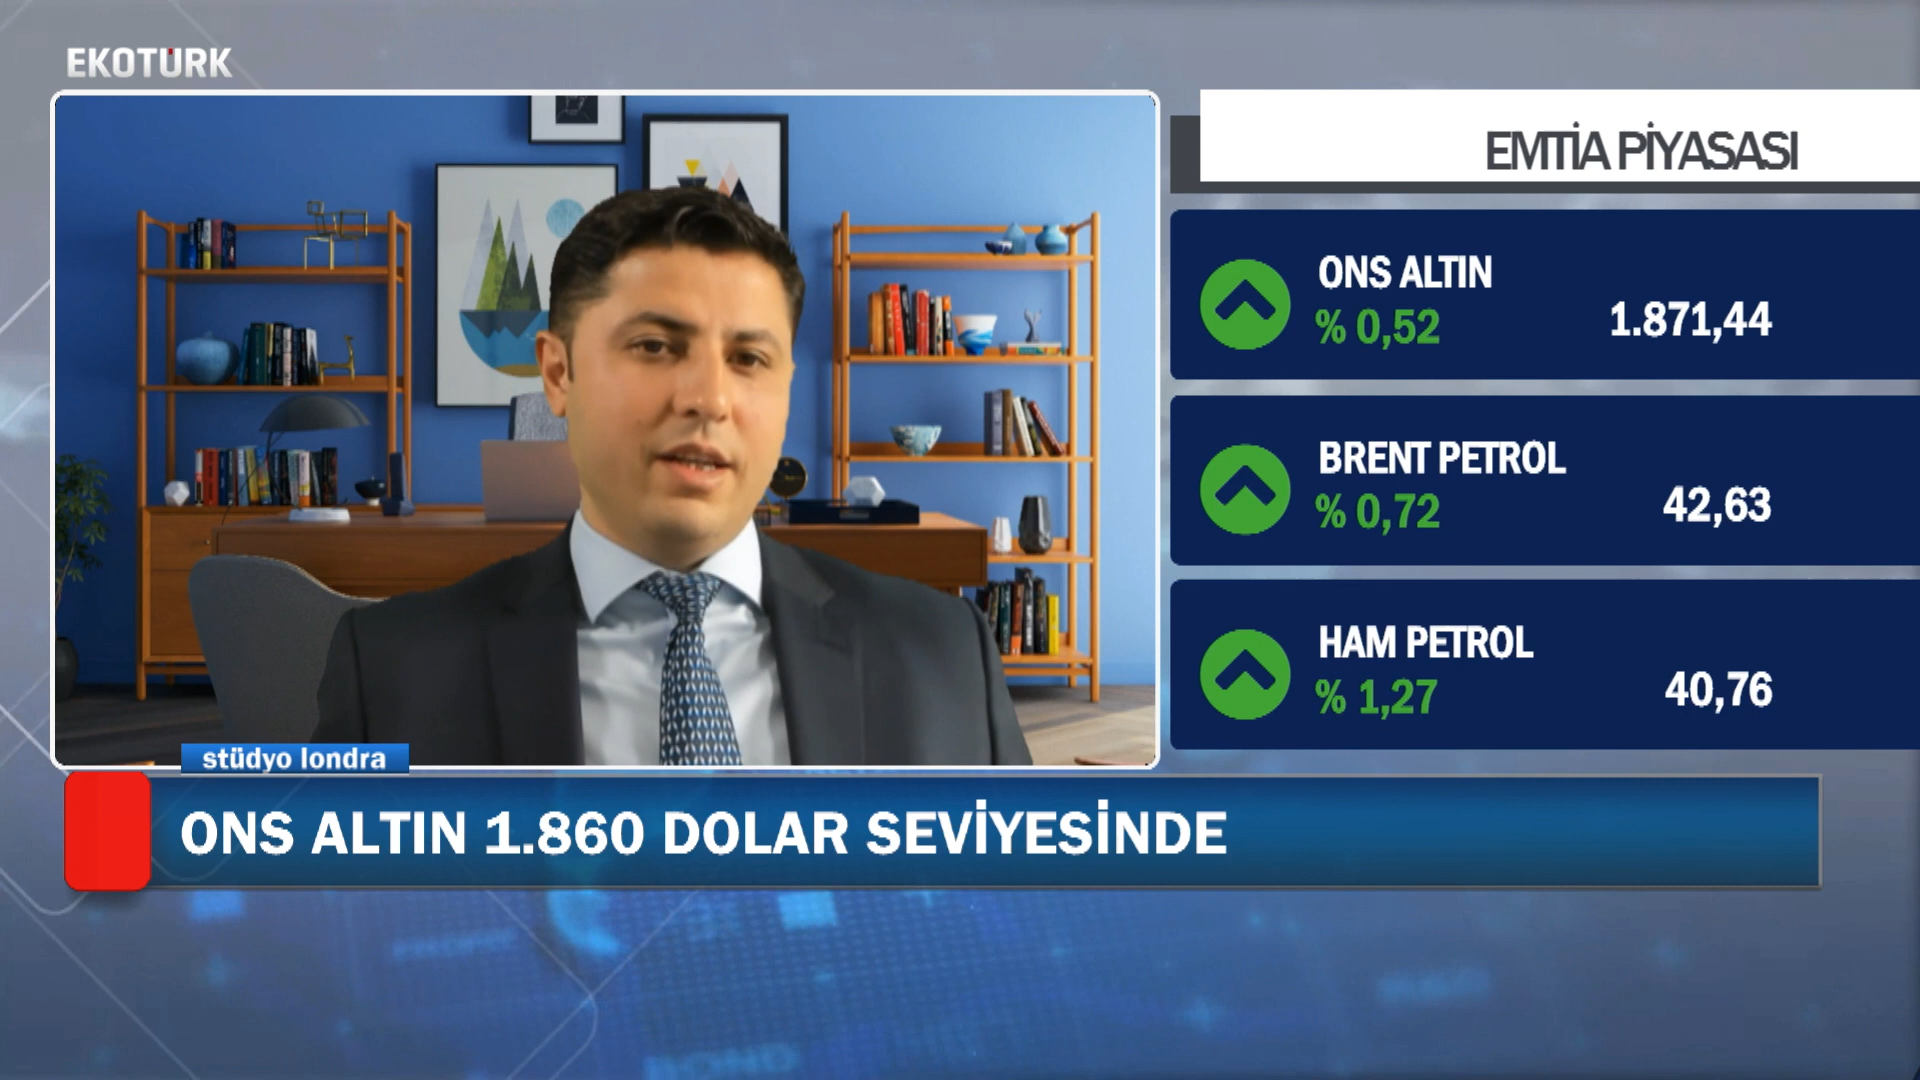 EKOTÜRK
EMTİA PİYASASI
ONS ALTIN
% 0,52
1.871,44
BRENT PETROL
% 0,72
42,63
HAM PETROL
% 1,27
40,76
stüdyo londra
ONS ALTIN 1.860 DOLAR SEVİYESİNDE